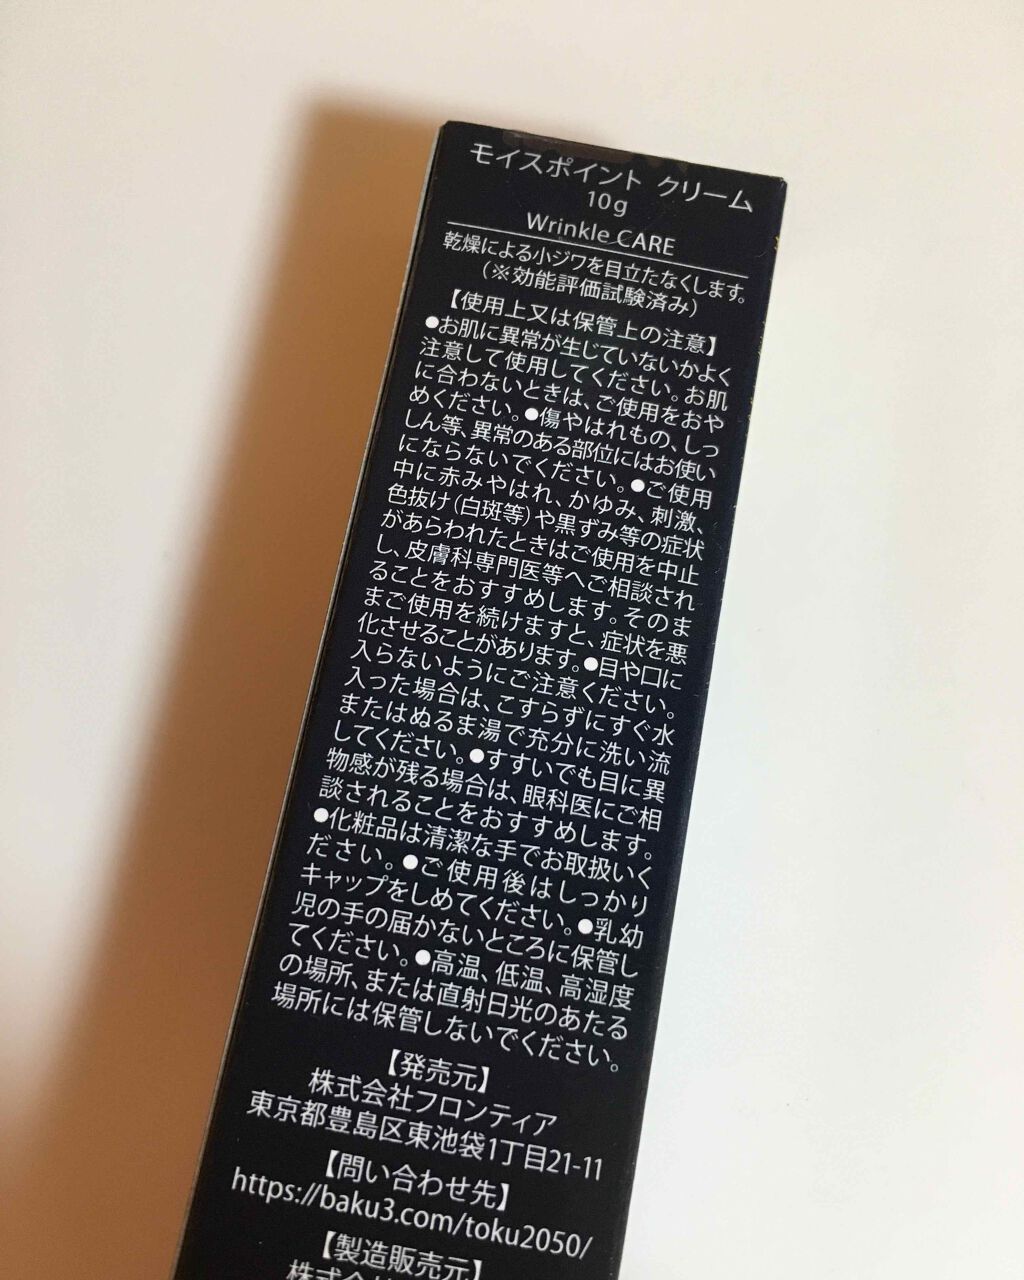 モイスポイント クリーム
10g
Wrinkle CARE
乾燥による小ジワを目立たなくします。
(※効能評価試験済み)
【使用上又は保管上の注意】
●お肌に異常が生じていないかよく
注意して使用してください。お肌
に合わないときは、ご使用をおや
めください。●傷やはれもの、しっ
しん等、異常のある部位にはお使い
にならないでください。●ご使用
中に赤みやはれ、かゆみ、刺激、
色抜け(白斑等)や黒ずみ等の症状
があらわれたときはご使用を中止
し、皮膚科専門医等へご相談され
ることをおすすめします。そのま
まご使用を続けますと、症状を悪
化させることがあります。●目や口に
入らないようにご注意ください。
入った場合は、こすらずにすぐ水
またはぬるま湯で充分に洗い流
してください。●すすいでも目に異
物感が残る場合は、眼科医にご相
談されることをおすすめします。
●化粧品は清潔な手でお取扱いく
ださい。●ご使用後はしっかり
キャップをしめてください。●乳幼
児の手の届かないところに保管し
てください。●高温、低温、高湿度
の場所、または直射日光のあたる
場所には保管しないでください。
【発売元】
株式会社フロンティア
東京都豊島区東池袋1丁目21-11
【問い合わせ先】
https://baku3.com/toku2050/
【製造販売元】
株式会社